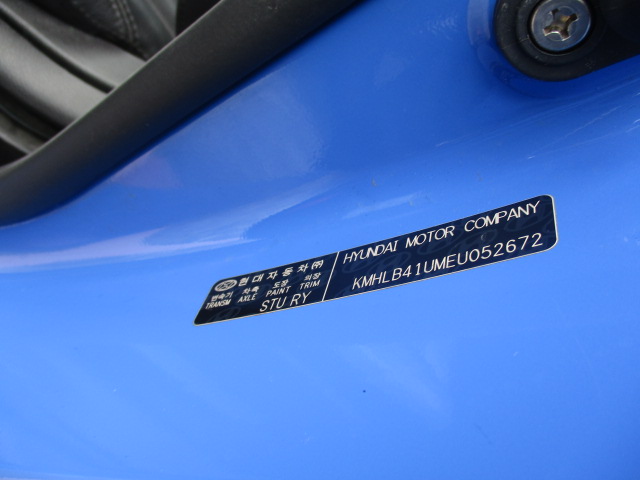 현대자동차(주)
변속기 차축 도장 의장
TRANSM AXLE PAINT TRIM
STU RY
HYUNDAI MOTOR COMPANY
KMHLB41UMEU052672